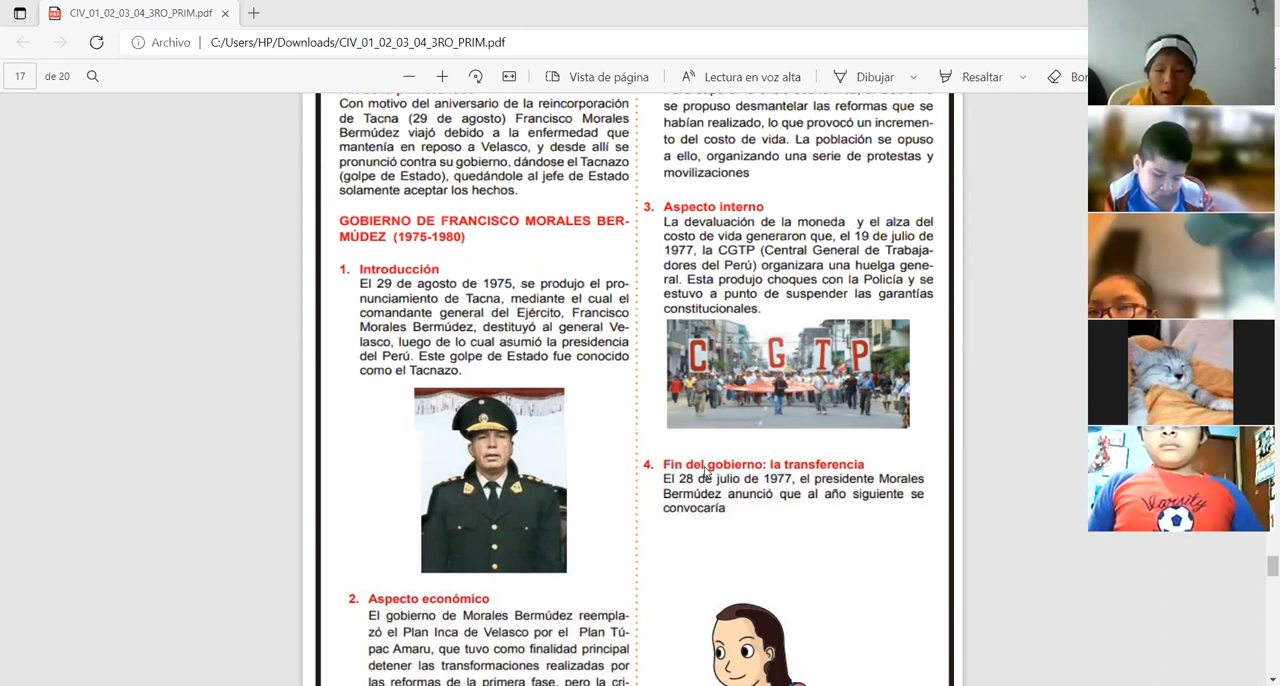 CIV_01_02_03_04_3RO_PRIM.pdf
Archivo
C:/Users/HP/Downloads/CIV_01_02_03_04_3RO_PRIM.pdf
17 de 20
Vista de página
Lectura en voz alta
Dibujar
Resaltar
Con motivo del aniversario de la reincorporación
de Tacna (29 de agosto) Francisco Morales
Bermúdez viajó debido a la enfermedad que
mantenía en reposo a Velasco, y desde allí se
pronunció contra su gobierno, dándose el Tacnazo
(golpe de Estado), quedándole al jefe de Estado
solamente aceptar los hechos.
GOBIERNO DE FRANCISCO MORALES BER-
MÚDEZ (1975-1980)
1. Introducción
El 29 de agosto de 1975, se produjo el pro-
nunciamiento de Tacna, mediante el cual el
comandante general del Ejército, Francisco
Morales Bermúdez, destituyó al general Ve-
lasco, luego de lo cual asumió la presidencia
del Perú. Este golpe de Estado fue conocido
como el Tacnazo.
2. Aspecto económico
El gobierno de Morales Bermúdez reempla-
zó el Plan Inca de Velasco por el Plan Tú-
pac Amaru, que tuvo como finalidad principal
detener las transformaciones realizadas por
las reformas de la primera fase, pero la cri-
se propuso desmantelar las reformas que se
habían realizado, lo que provocó un incremen-
to del costo de vida. La población se opuso
a ello, organizando una serie de protestas y
movilizaciones
3. Aspecto interno
La devaluación de la moneda y el alza del
costo de vida generaron que, el 19 de julio de
1977, la CGTP (Central General de Trabaja-
dores del Perú) organizara una huelga gene-
ral. Esta produjo choques con la Policía y se
estuvo a punto de suspender las garantías
constitucionales.
C G T P
4. Fin del gobierno: la transferencia
El 28 de julio de 1977, el presidente Morales
Bermúdez anunció que al año siguiente se
convocaría
Varsity